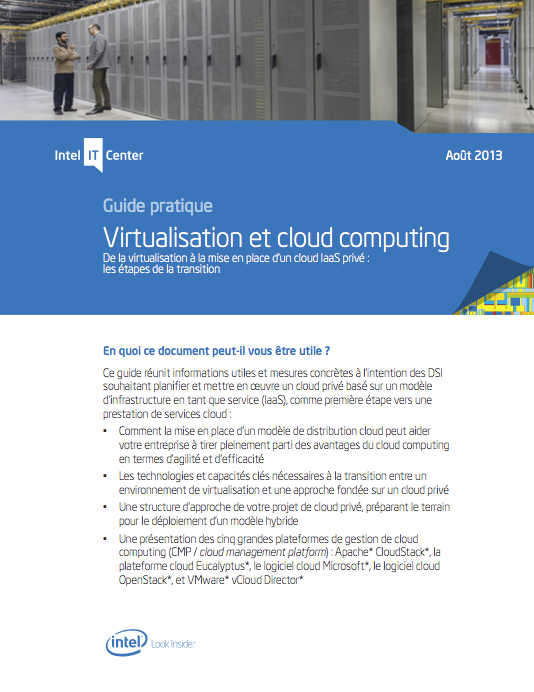 Intel IT Center
Août 2013
Guide pratique
Virtualisation et cloud computing
De la virtualisation à la mise en place d'un cloud IaaS privé :
les étapes de la transition
En quoi ce document peut-il vous être utile ?
Ce guide réunit informations utiles et mesures concrètes à l'intention des DSI
souhaitant planifier et mettre en œuvre un cloud privé basé sur un modèle
d'infrastructure en tant que service (IaaS), comme première étape vers une
prestation de services cloud :
▪ Comment la mise en place d'un modèle de distribution cloud peut aider
votre entreprise à tirer pleinement parti des avantages du cloud computing
en termes d'agilité et d'efficacité
▪ Les technologies et capacités clés nécessaires à la transition entre un
environnement de virtualisation et une approche fondée sur un cloud privé
▪ Une structure d'approche de votre projet de cloud privé, préparant le terrain
pour le déploiement d'un modèle hybride
▪ Une présentation des cinq grandes plateformes de gestion de cloud
computing (CMP / cloud management platform) : Apache* CloudStack*, la
plateforme cloud Eucalyptus*, le logiciel cloud Microsoft*, le logiciel cloud
OpenStack*, et VMware* vCloud Director*
intel Look Inside.™